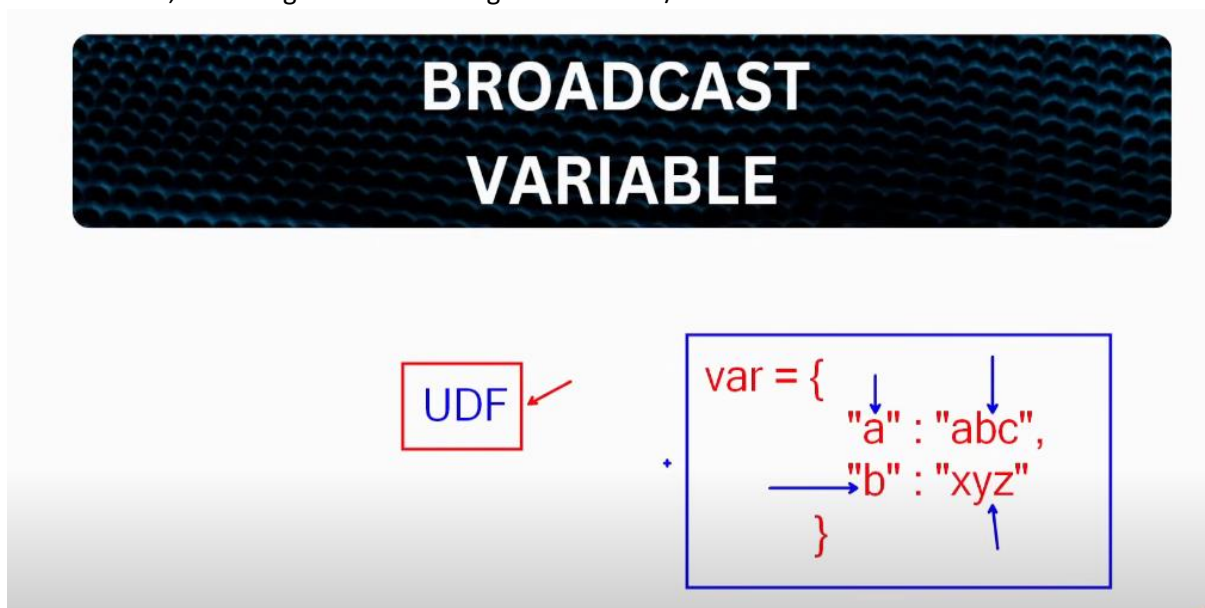 BROADCAST
VARIABLE
UDF
var = {
"a" : "abc",
"b" : "xyz"
}